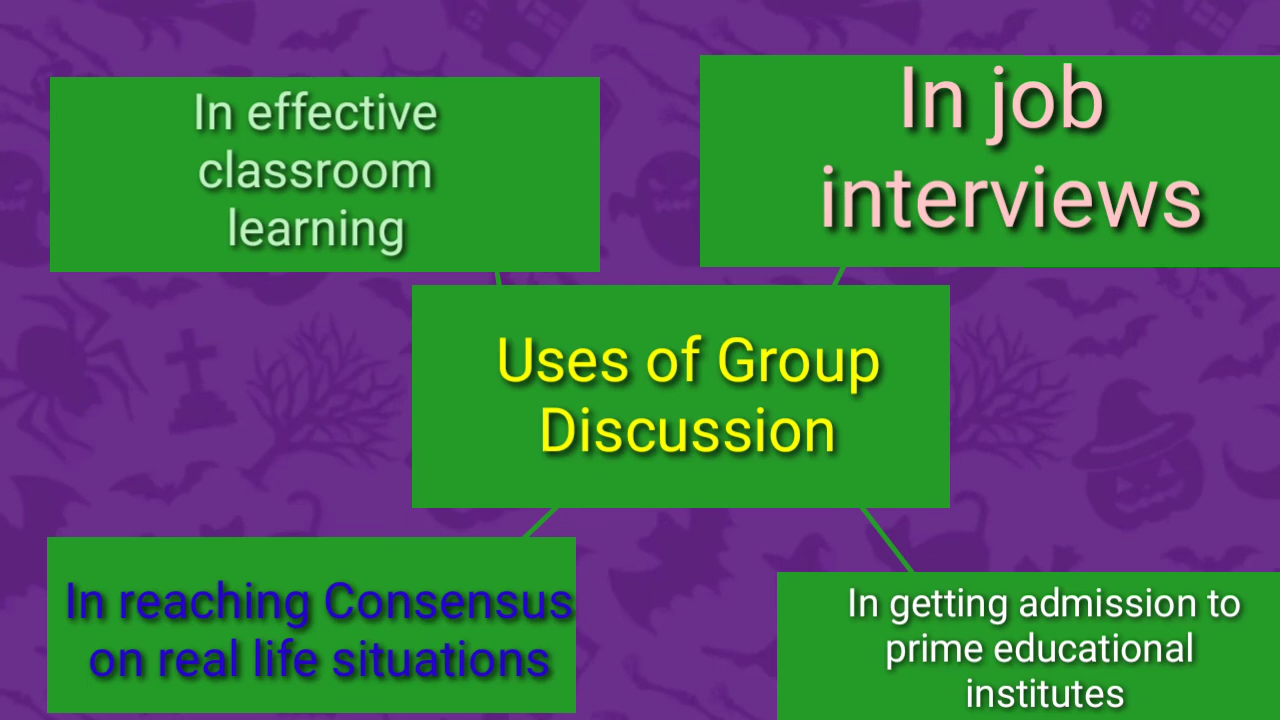 In effective
classroom
learning
In job
interviews
Uses of Group
Discussion
In reaching Consensus
on real life situations
In getting admission to
prime educational
institutes